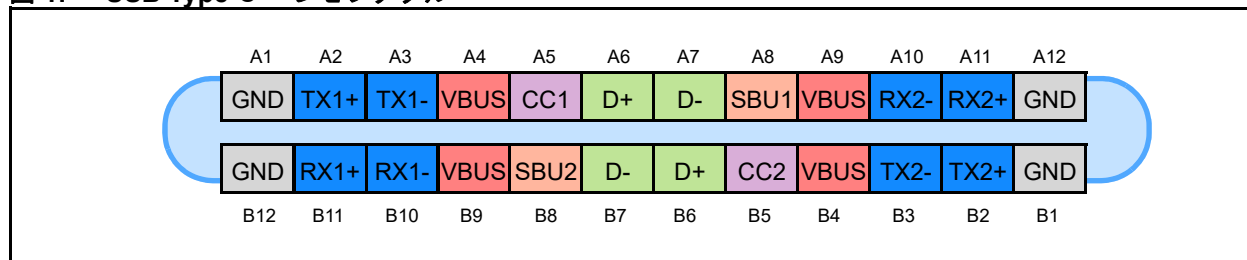 A1 A2 A3 A4 A5 A6 A7 A8 A9 A10 A11 A12
GND TX1+ TX1- VBUS CC1 D+ D- SBU1 VBUS RX2- RX2+ GND
GND RX1+ RX1- VBUS SBU2 D- D+ CC2 VBUS TX2- TX2+ GND
B12 B11 B10 B9 B8 B7 B6 B5 B4 B3 B2 B1